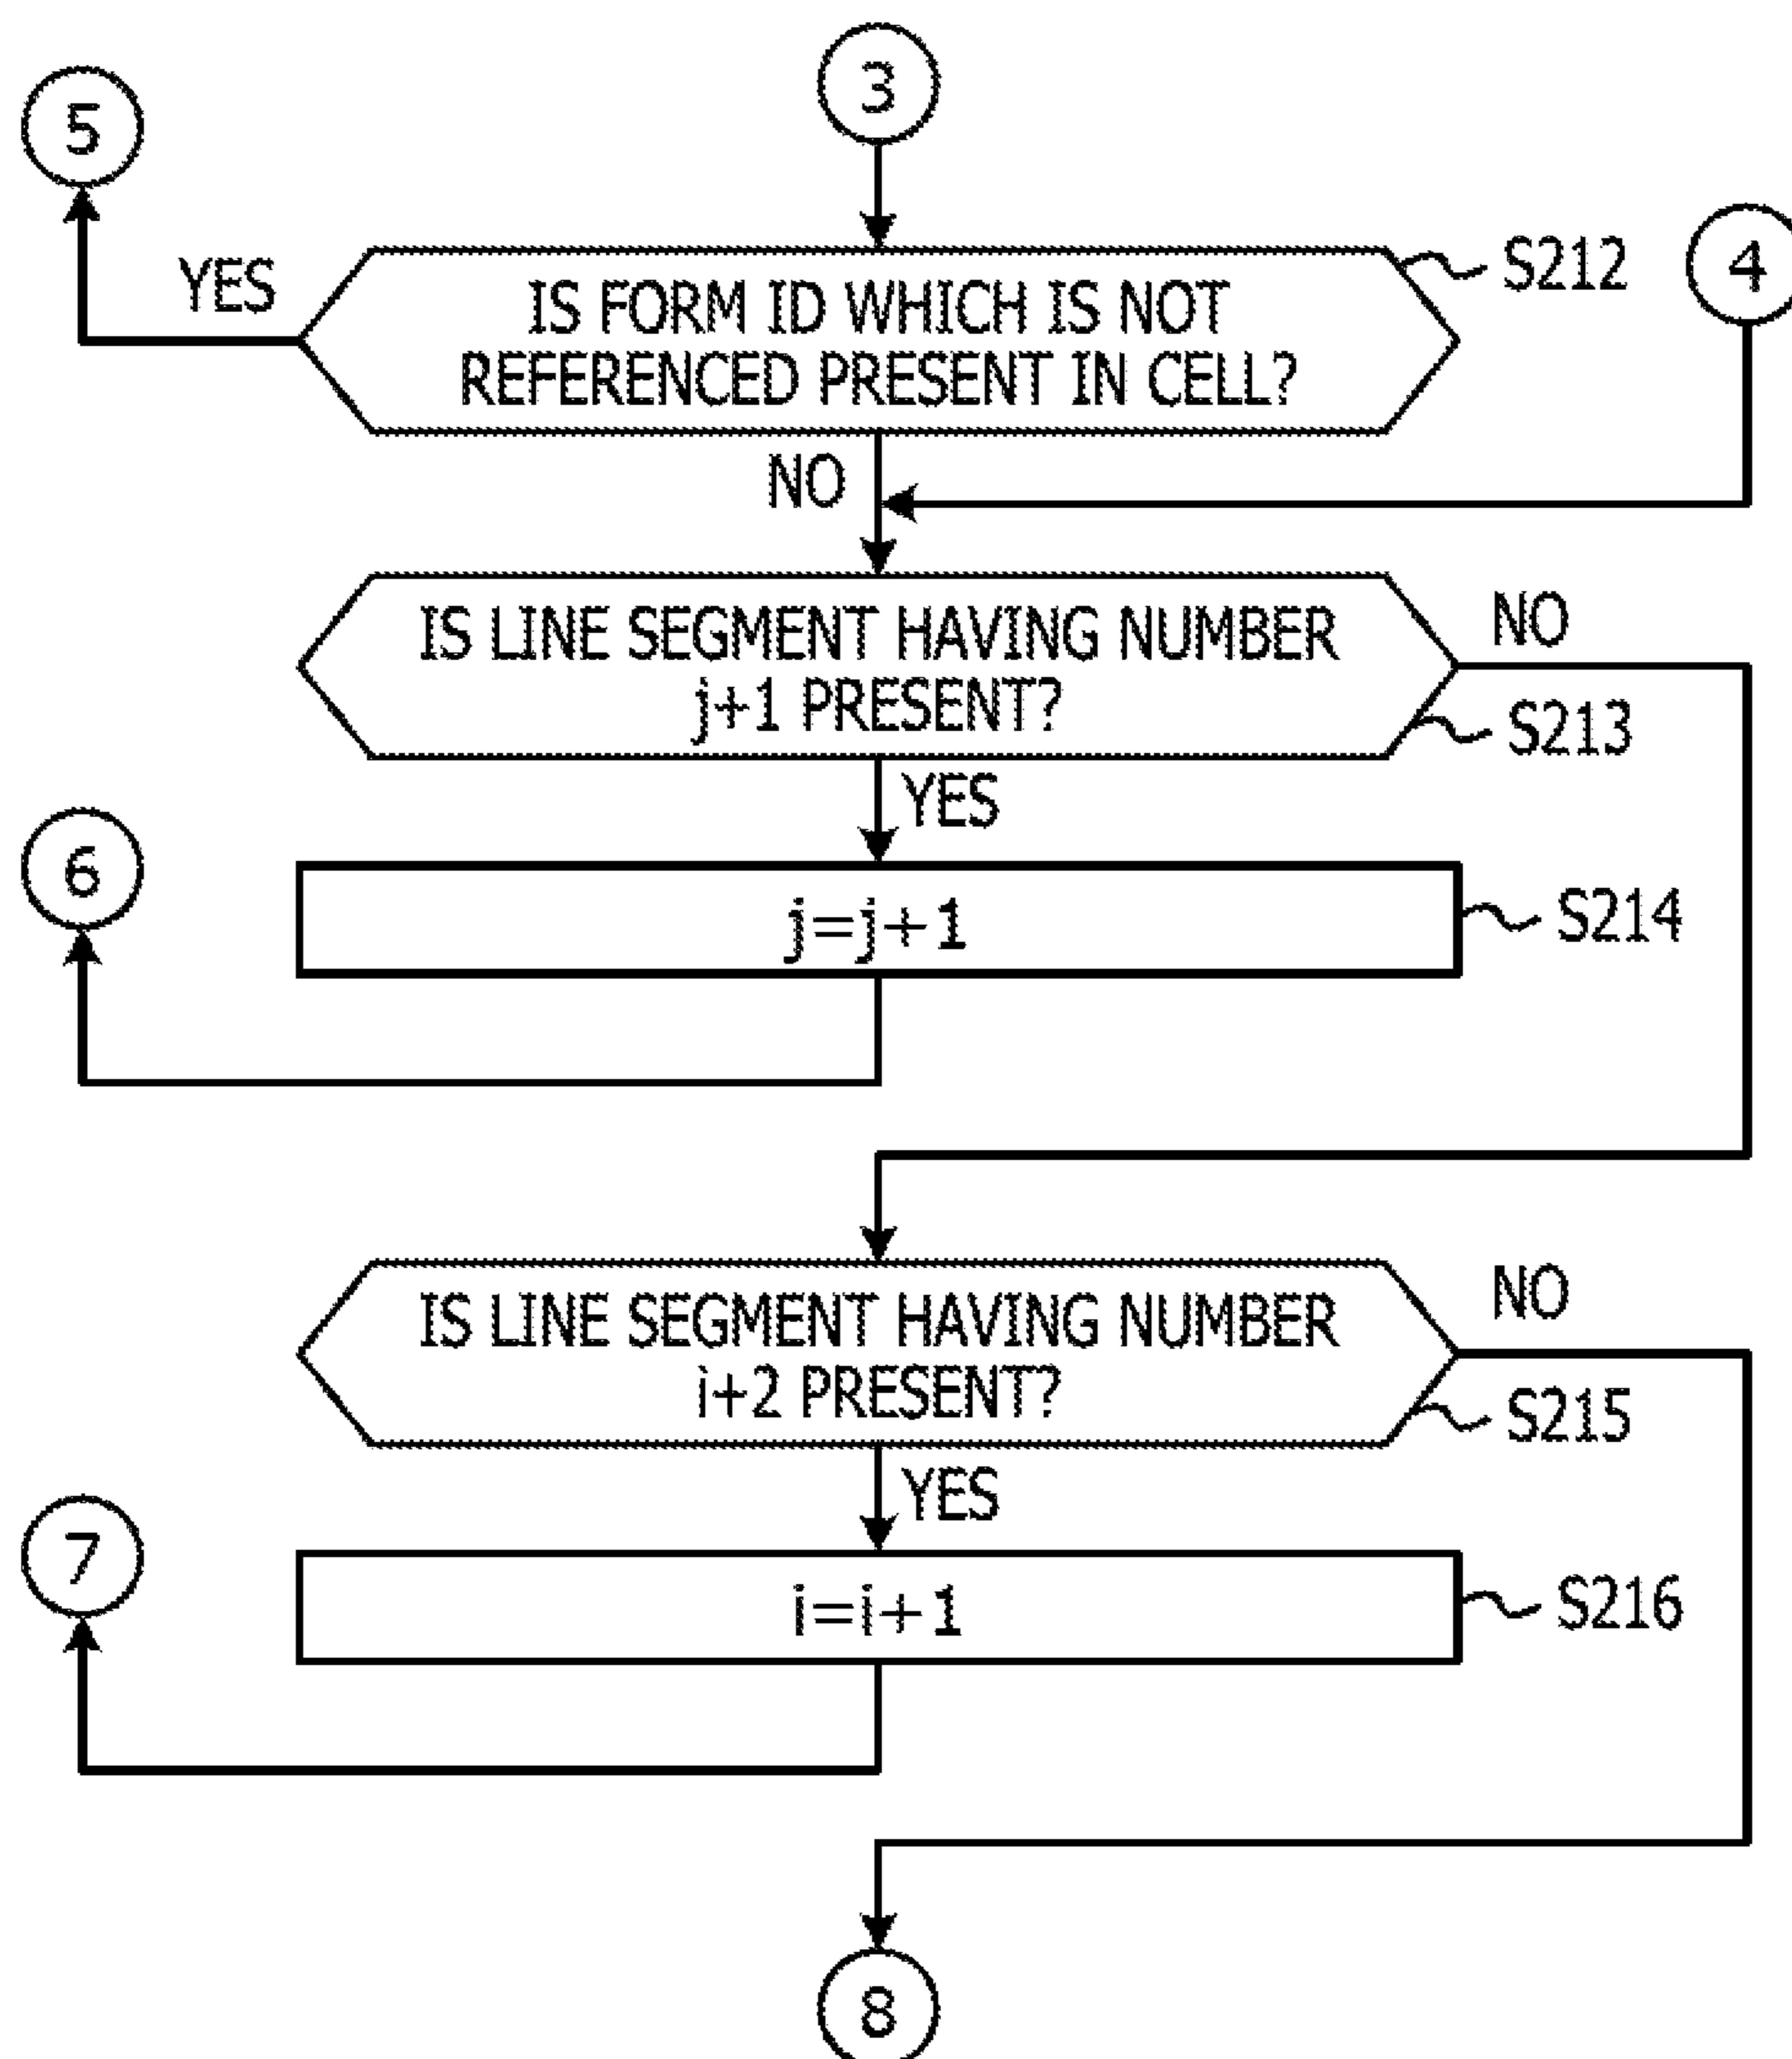 3
5
YES
IS FORM ID WHICH IS NOT
REFERENCED PRESENT IN CELL?
S212
4
NO
IS LINE SEGMENT HAVING NUMBER
j+1 PRESENT?
NO
S213
YES
6
j=j+1
S214
IS LINE SEGMENT HAVING NUMBER
i+2 PRESENT?
NO
S215
YES
7
i=i+1
S216
8